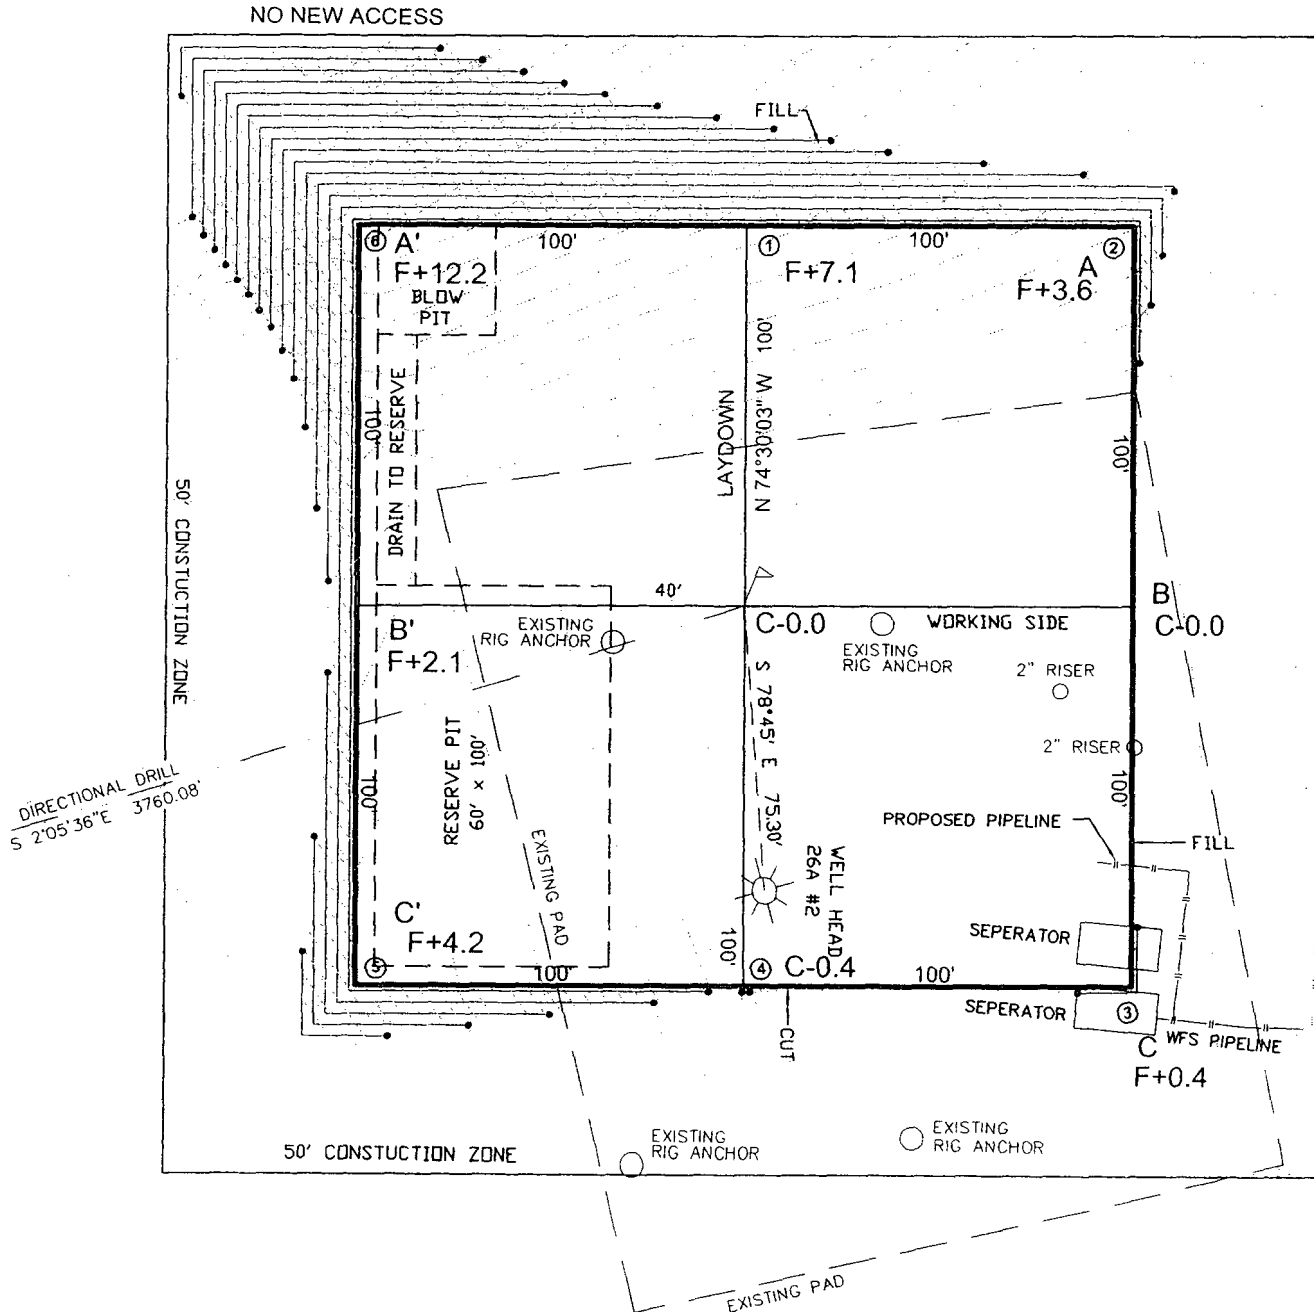 NO NEW ACCESS
FILL
⑥ A'
100'
①
100'
②
F+12.2
F+7.1
A
F+3.6
BLOW
PIT
100'
DRAIN TO RESERVE
LAYDOWN
N 74°30'03" W 100'
100'
50' CONSTUCTION ZONE
40'
B'
F+2.1
EXISTING
RIG ANCHOR
C-0.0
EXISTING
RIG ANCHOR
WORKING SIDE
B
C-0.0
2" RISER
2" RISER
S 78°45' E 75.30'
RESERVE PIT
60' x 100'
100'
100'
DIRECTIONAL DRILL
S 2°05'36"E 3760.08'
PROPOSED PIPELINE
FILL
EXISTING PAD
WELL HEAD
26A #2
C'
F+4.2
SEPERATOR
100'
⑤
100'
④
C-0.4
100'
SEPERATOR
③
CUT
C
WFS PIPELINE
F+0.4
50' CONSTUCTION ZONE
EXISTING
RIG ANCHOR
EXISTING
RIG ANCHOR
EXISTING PAD